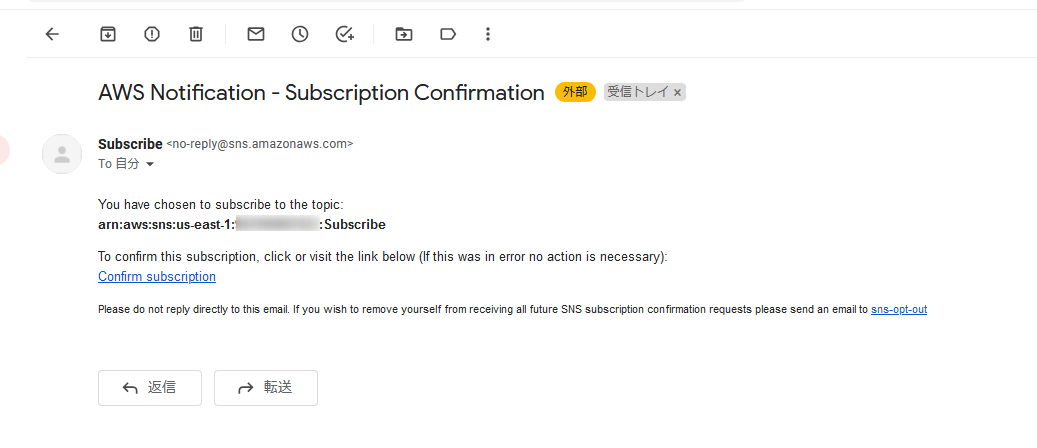 AWS Notification - Subscription Confirmation 外部 受信トレイ ×
Subscribe <no-reply@sns.amazonaws.com>
To 自分
You have chosen to subscribe to the topic:
arn:aws:sns:us-east-1: :Subscribe
To confirm this subscription, click or visit the link below (If this was in error no action is necessary):
Confirm subscription
Please do not reply directly to this email. If you wish to remove yourself from receiving all future SNS subscription confirmation requests please send an email to sns-opt-out
返信 転送